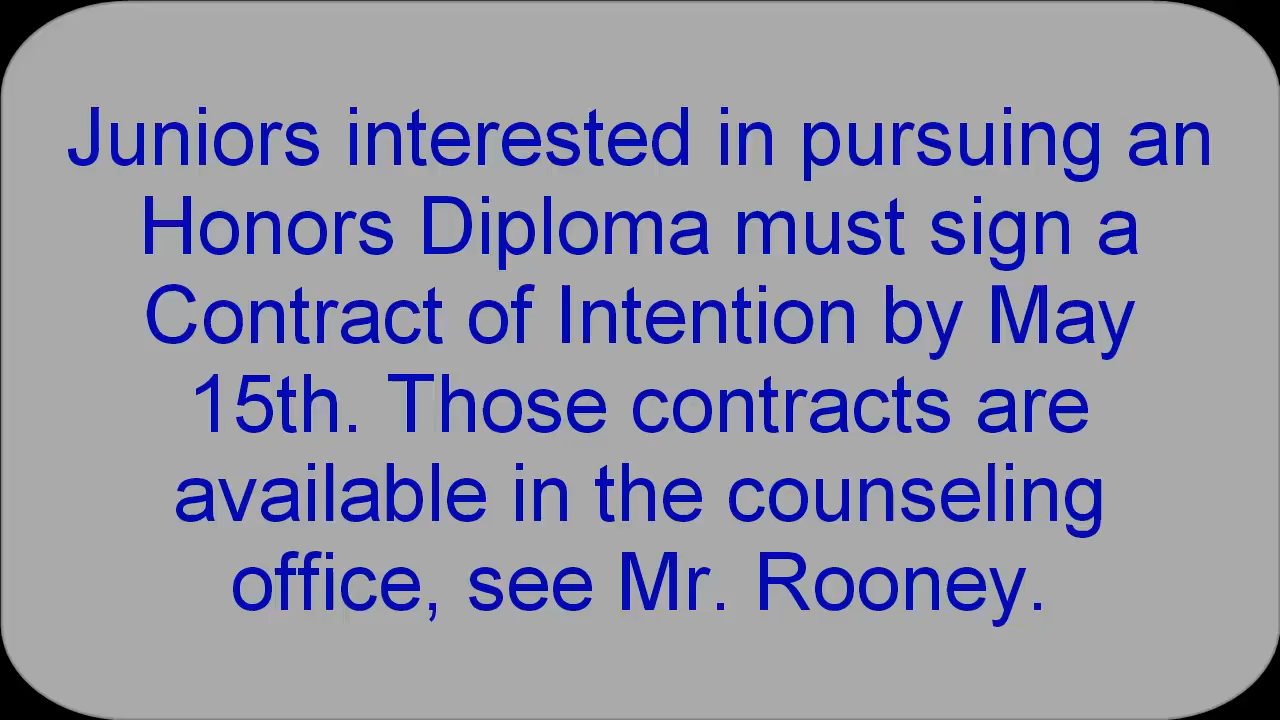 Juniors interested in pursuing an
Honors Diploma must sign a
Contract of Intention by May
15th. Those contracts are
available in the counseling
office, see Mr. Rooney.